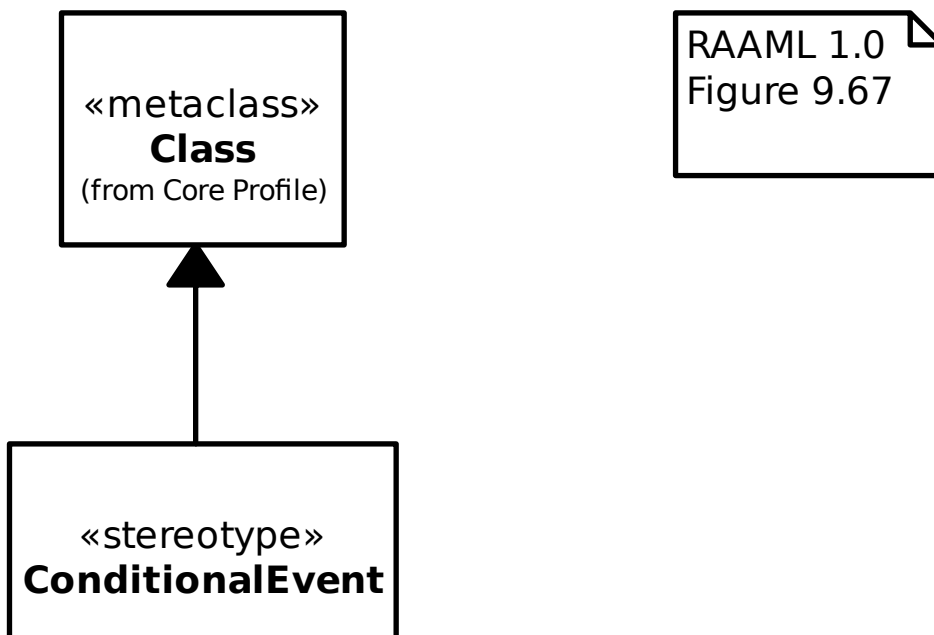 «metaclass»
Class
(from Core Profile)
RAAML 1.0
Figure 9.67
«stereotype»
ConditionalEvent